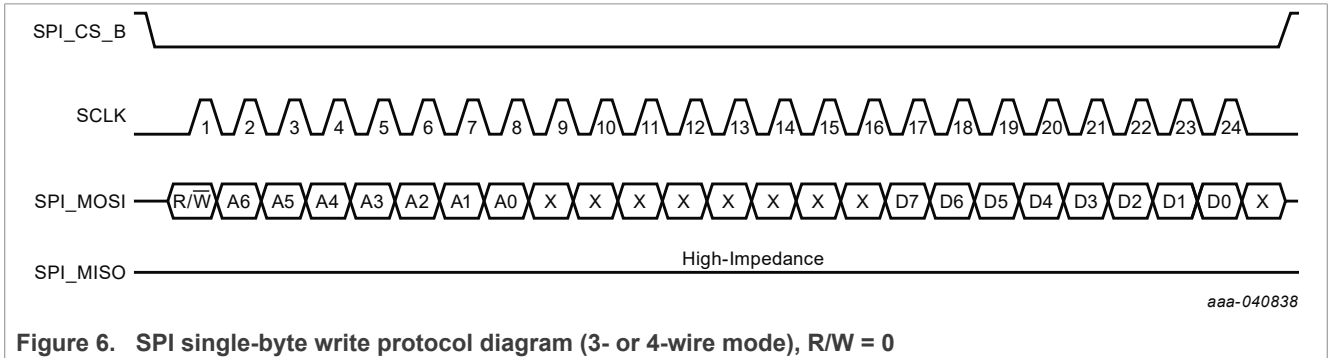 SPI_CS_B
SCLK 1 2 3 4 5 6 7 8 9 10 11 12 13 14 15 16 17 18 19 20 21 22 23 24
SPI_MOSI R/W̅ A6 A5 A4 A3 A2 A1 A0 X X X X X X X X D7 D6 D5 D4 D3 D2 D1 D0 X
SPI_MISO High-Impedance
aaa-040838
Figure 6. SPI single-byte write protocol diagram (3- or 4-wire mode), R/W = 0